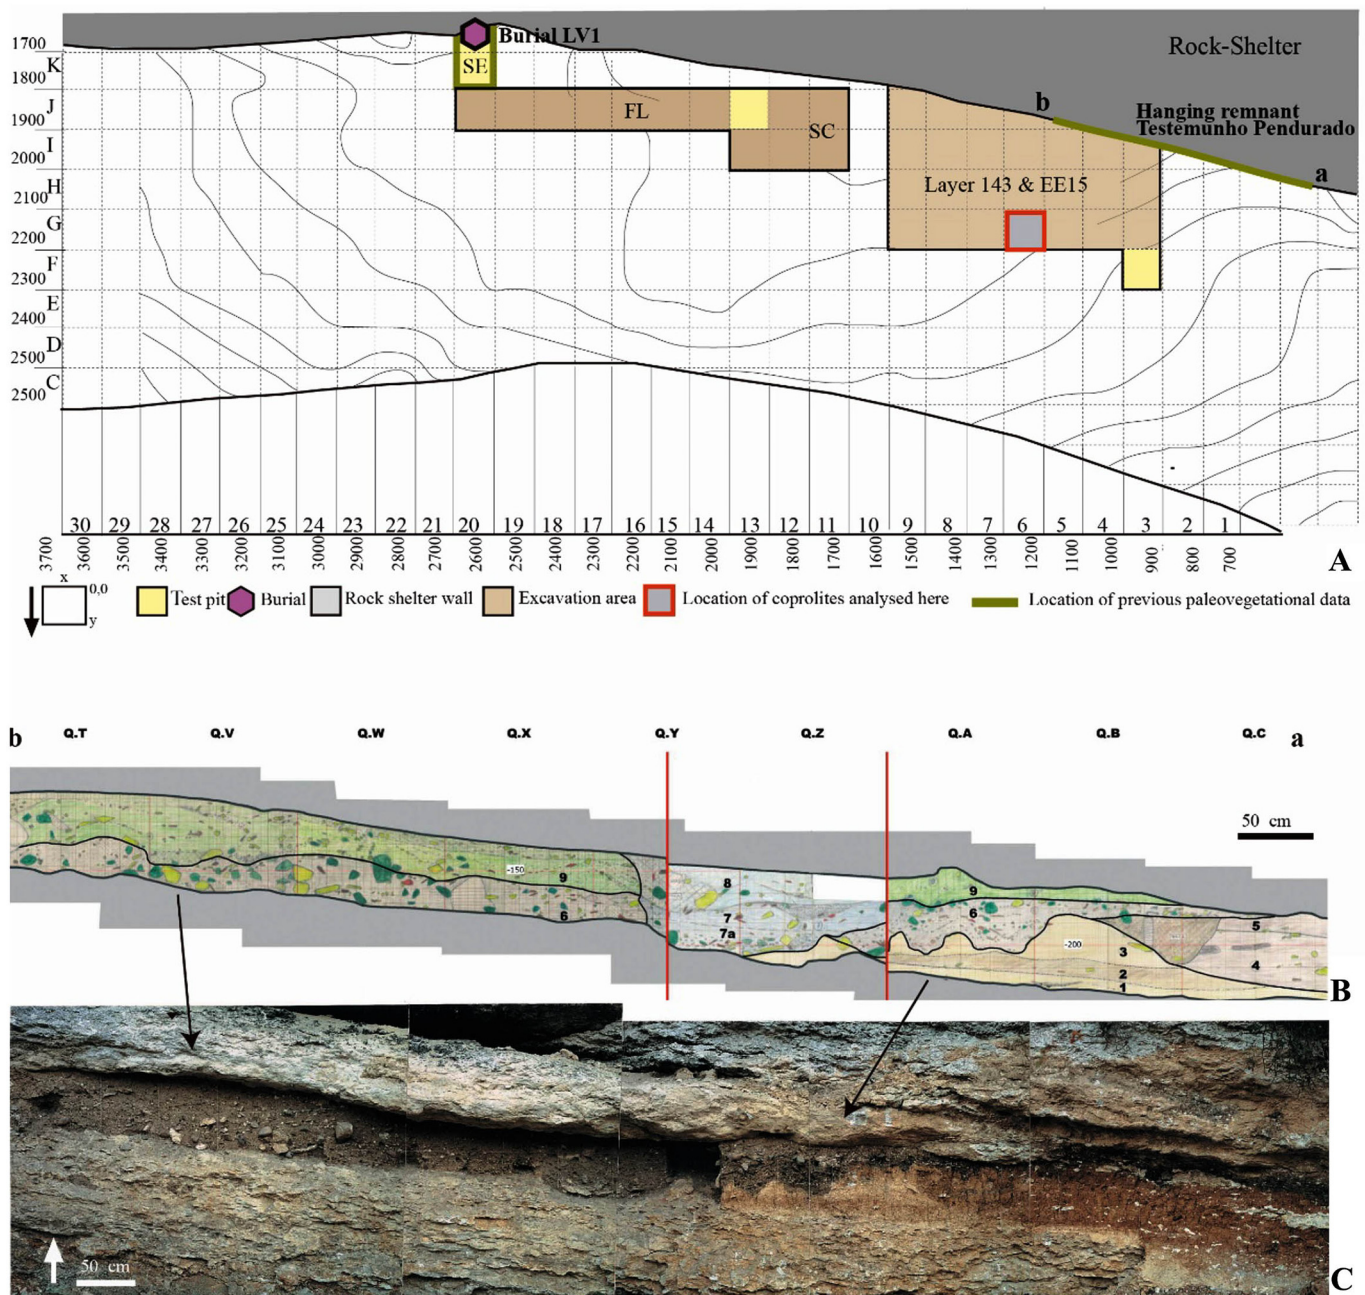 Rock-Shelter
Burial LV1
SE
Hanging remnant
Testemunho Pendurado
b
a
FL
SC
Layer 143 & EE15
1700
K
1800
J
1900
I
2000
H
2100
G
2200
F
2300
E
2400
D
2500
C
2500
30 29 28 27 26 25 24 23 22 21 20 19 18 17 16 15 14 13 12 11 10 9 8 7 6 5 4 3 2 1
3700 3600 3500 3400 3300 3200 3100 3000 2900 2800 2700 2600 2500 2400 2300 2200 2100 2000 1900 1800 1700 1600 1500 1400 1300 1200 1100 1000 900 800 700
A
x
0,0
y
Test pit Burial Rock shelter wall Excavation area Location of coprolites analysed here Location of previous paleovegetational data
b Q.T Q.V Q.W Q.X Q.Y Q.Z Q.A Q.B Q.C a
50 cm
-150
9
6
8
7
7a
9
6
-200
3
2
1
5
4
B
50 cm
C